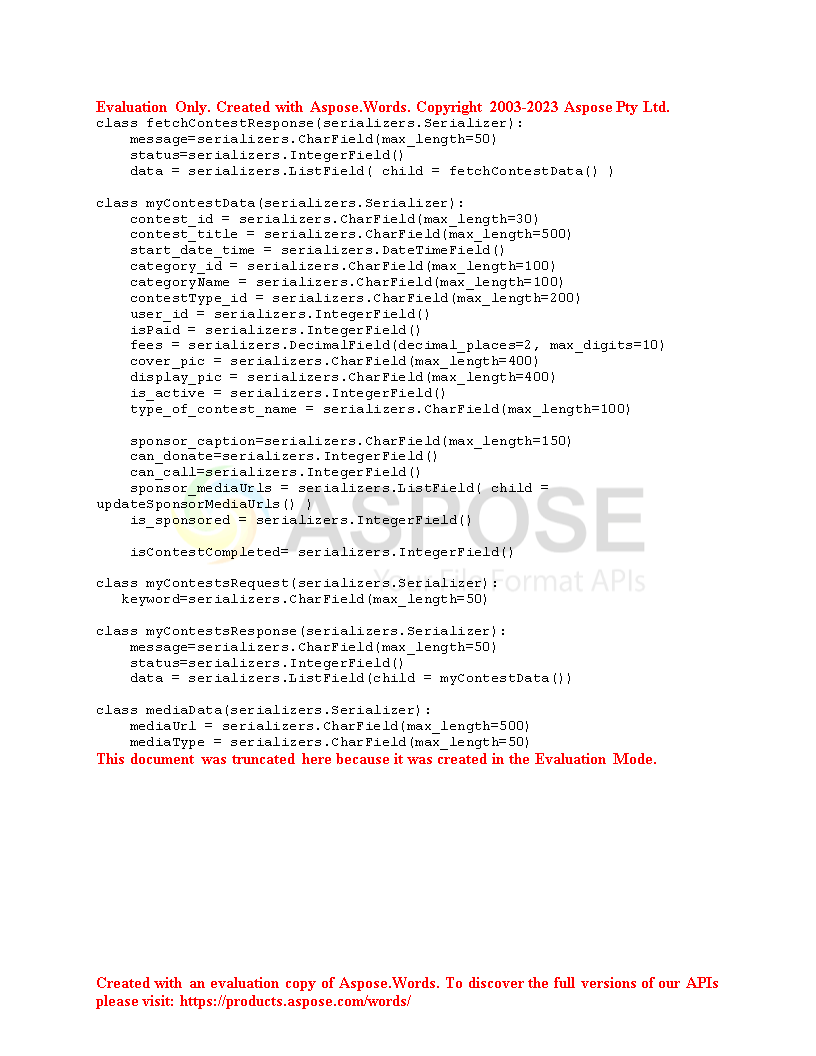 Evaluation Only. Created with Aspose.Words. Copyright 2003-2023 Aspose Pty Ltd.
class fetchContestResponse(serializers.Serializer):
    message=serializers.CharField(max_length=50)
    status=serializers.IntegerField()
    data = serializers.ListField( child = fetchContestData() )

class myContestData(serializers.Serializer):
    contest_id = serializers.CharField(max_length=30)
    contest_title = serializers.CharField(max_length=500)
    start_date_time = serializers.DateTimeField()
    category_id = serializers.CharField(max_length=100)
    categoryName = serializers.CharField(max_length=100)
    contestType_id = serializers.CharField(max_length=200)
    user_id = serializers.IntegerField()
    isPaid = serializers.IntegerField()
    fees = serializers.DecimalField(decimal_places=2, max_digits=10)
    cover_pic = serializers.CharField(max_length=400)
    display_pic = serializers.CharField(max_length=400)
    is_active = serializers.IntegerField()
    type_of_contest_name = serializers.CharField(max_length=100)

    sponsor_caption=serializers.CharField(max_length=150)
    can_donate=serializers.IntegerField()
    can_call=serializers.IntegerField()
    sponsor_mediaUrls = serializers.ListField( child =
updateSponsorMediaUrls() )
    is_sponsored = serializers.IntegerField()
ASPOSE

    isContestCompleted= serializers.IntegerField()
Your File Format APIs

class myContestsRequest(serializers.Serializer):
   keyword=serializers.CharField(max_length=50)

class myContestsResponse(serializers.Serializer):
    message=serializers.CharField(max_length=50)
    status=serializers.IntegerField()
    data = serializers.ListField(child = myContestData())

class mediaData(serializers.Serializer):
    mediaUrl = serializers.CharField(max_length=500)
    mediaType = serializers.CharField(max_length=50)
This document was truncated here because it was created in the Evaluation Mode.
Created with an evaluation copy of Aspose.Words. To discover the full versions of our APIs
please visit: https://products.aspose.com/words/